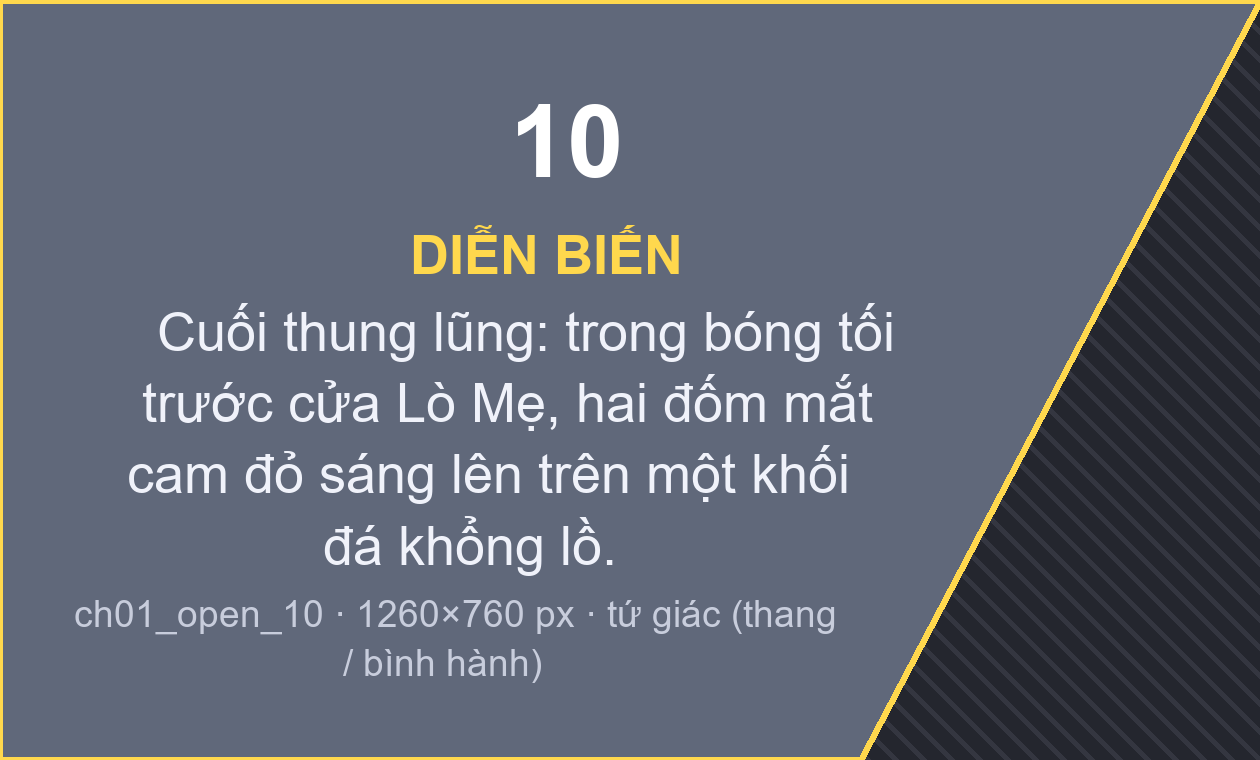 10
DIỄN BIẾN
Cuối thung lũng: trong bóng tối
trước cửa Lò Mẹ, hai đốm mắt
cam đỏ sáng lên trên một khối
đá khổng lồ.
ch01_open_10 · 1260×760 px · tứ giác (thang
/ bình hành)